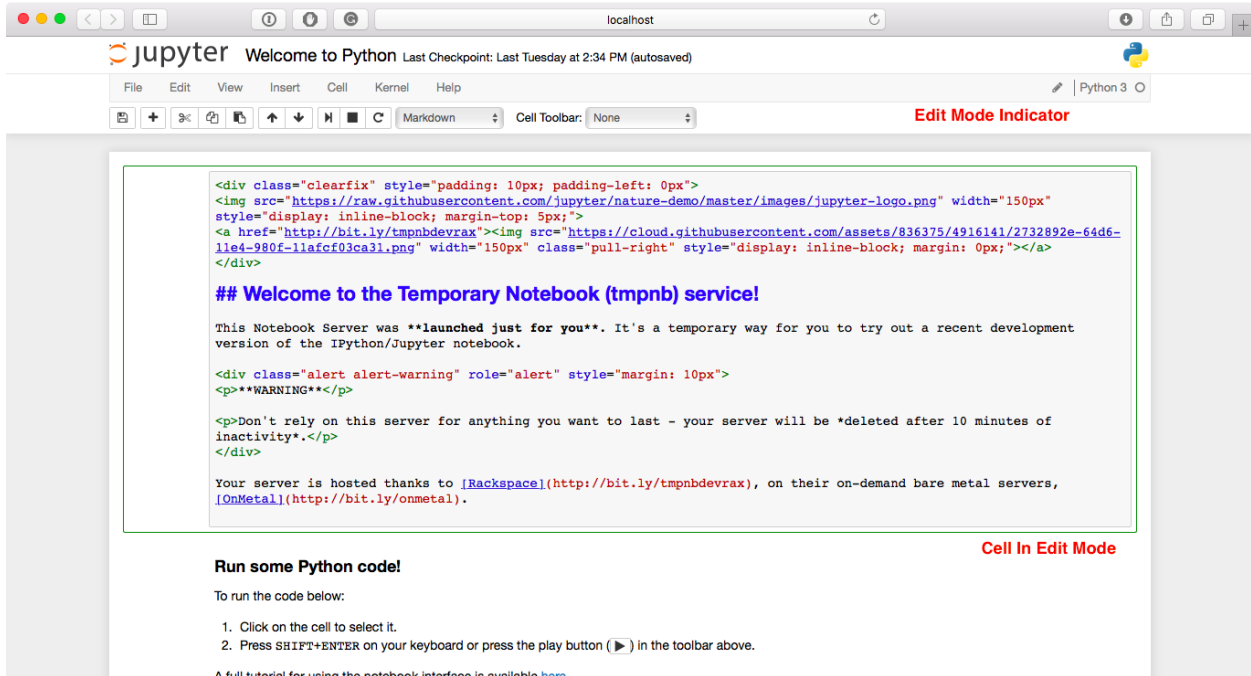 localhost
jupyter Welcome to Python Last Checkpoint: Last Tuesday at 2:34 PM (autosaved)
File Edit View Insert Cell Kernel Help Python 3
Markdown Cell Toolbar: None
Edit Mode Indicator
<div class="clearfix" style="padding: 10px; padding-left: 0px">
<img src="https://raw.githubusercontent.com/jupyter/nature-demo/master/images/jupyter-logo.png" width="150px"
style="display: inline-block; margin-top: 5px;">
<a href="http://bit.ly/tmpnbdevrax"><img src="https://cloud.githubusercontent.com/assets/836375/4916141/2732892e-64d6-
11e4-980f-11afcf03ca31.png" width="150px" class="pull-right" style="display: inline-block; margin: 0px;"></a>
</div>
## Welcome to the Temporary Notebook (tmpnb) service!
This Notebook Server was **launched just for you**. It's a temporary way for you to try out a recent development
version of the IPython/Jupyter notebook.
<div class="alert alert-warning" role="alert" style="margin: 10px">
<p>**WARNING**</p>
<p>Don't rely on this server for anything you want to last - your server will be *deleted after 10 minutes of
inactivity*.</p>
</div>
Your server is hosted thanks to [Rackspace](http://bit.ly/tmpnbdevrax), on their on-demand bare metal servers,
[OnMetal](http://bit.ly/onmetal).
Cell In Edit Mode
Run some Python code!
To run the code below:
1. Click on the cell to select it.
2. Press SHIFT+ENTER on your keyboard or press the play button (▶) in the toolbar above.
A full tutorial for using the notebook interface is available here.